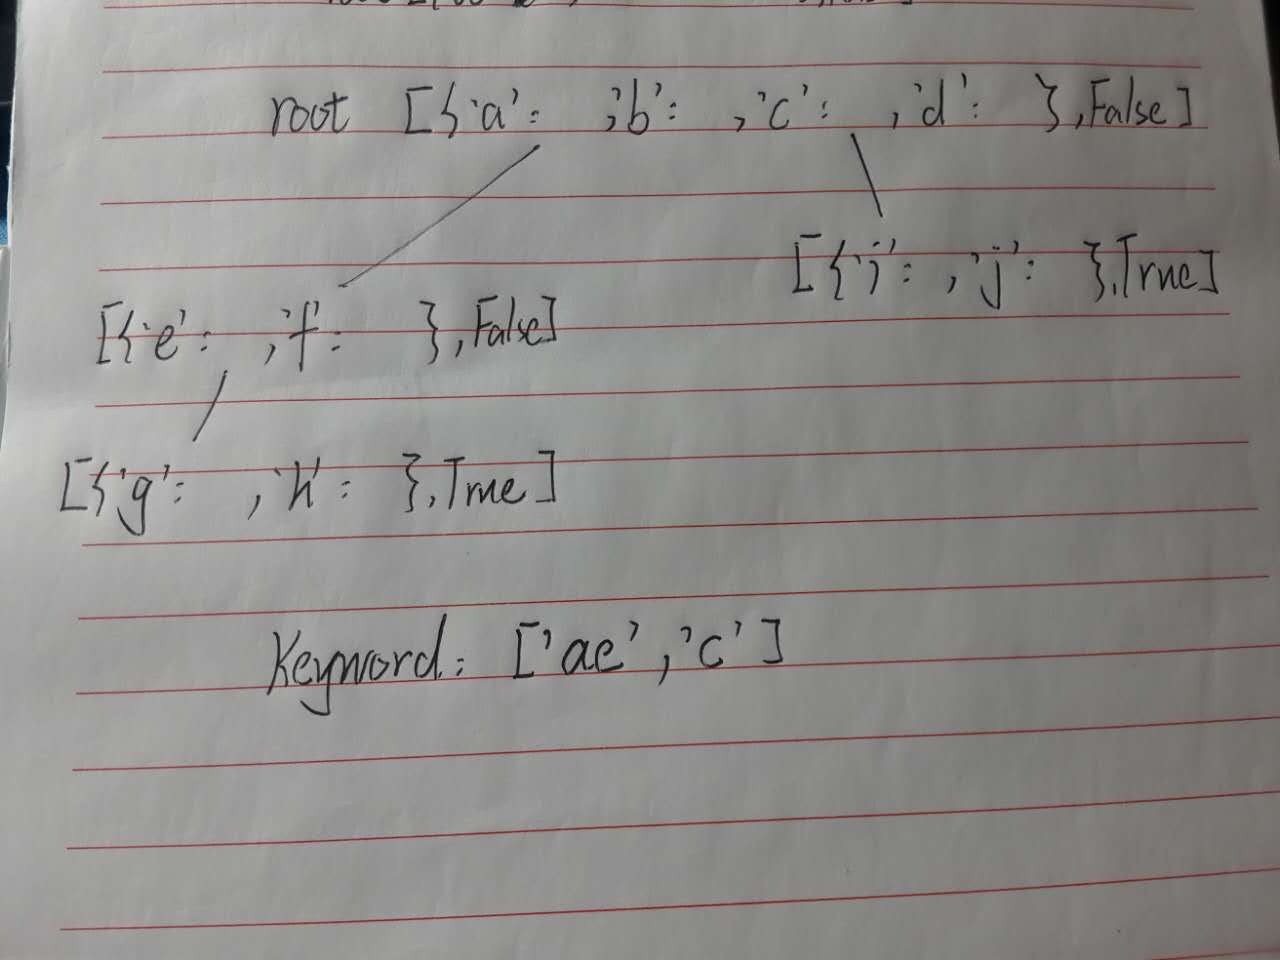 root [{'a': ,'b': ,'c': ,'d': },False]
[{'i': ,'j': },True]
[{'e': ,'f': },False]
[{'g': ,'h': },True]
Keyword: ['ae','c']